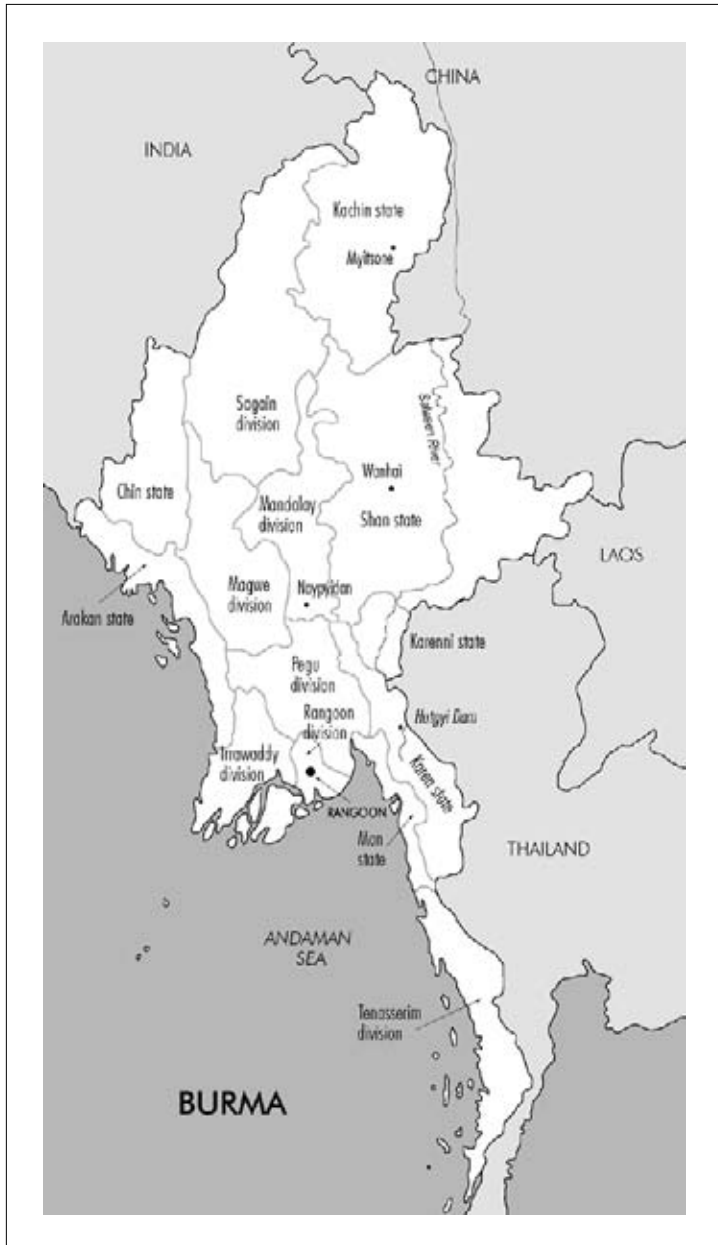 CHINA
INDIA
Kachin state
Myitsone
Sagain
division
Salween River
Wanhai
Chin state
Mandalay
division
Shan state
LAOS
Magwe
division
Naypyidan
Arakan state
Karenni state
Pegu
division
Hutgyi Dam
Rangoon
division
Irrawaddy
division
Karen state
RANGOON
Mon
state
THAILAND
ANDAMAN
SEA
Tenasserim
division
BURMA